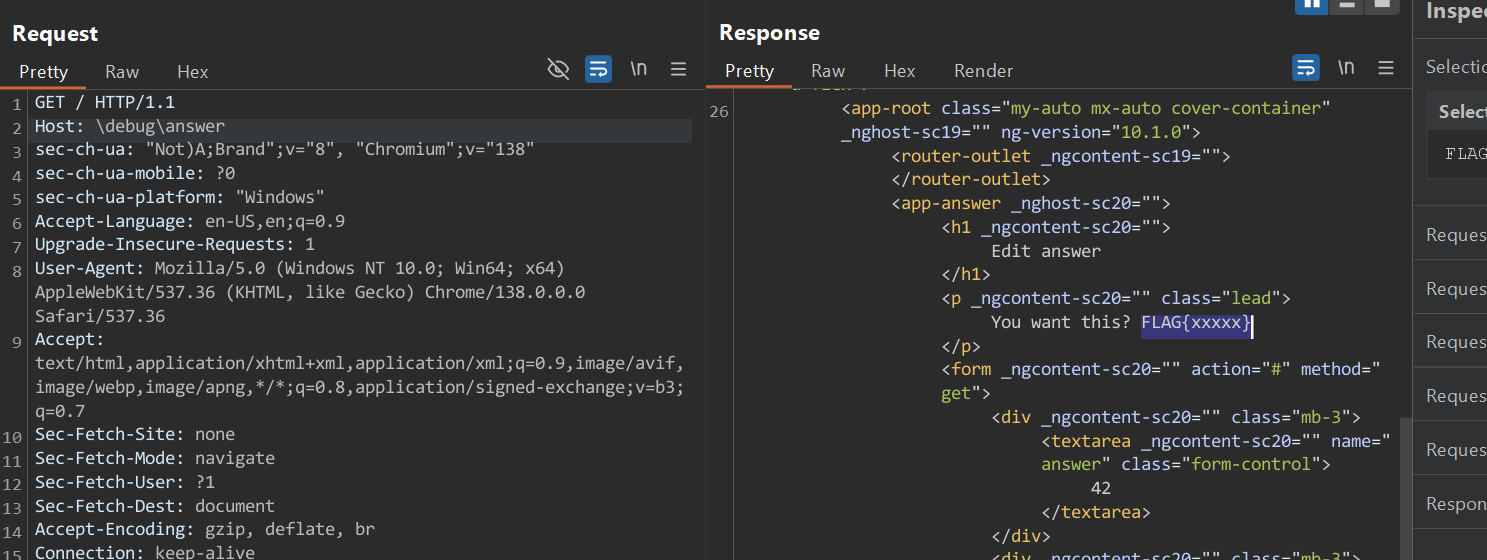 Request
Pretty Raw Hex \n
1 GET / HTTP/1.1
2 Host: \debug\answer
3 sec-ch-ua: "Not)A;Brand";v="8", "Chromium";v="138"
4 sec-ch-ua-mobile: ?0
5 sec-ch-ua-platform: "Windows"
6 Accept-Language: en-US,en;q=0.9
7 Upgrade-Insecure-Requests: 1
8 User-Agent: Mozilla/5.0 (Windows NT 10.0; Win64; x64)
AppleWebKit/537.36 (KHTML, like Gecko) Chrome/138.0.0.0
Safari/537.36
9 Accept:
text/html,application/xhtml+xml,application/xml;q=0.9,image/avif,
image/webp,image/apng,*/*;q=0.8,application/signed-exchange;v=b3;
q=0.7
10 Sec-Fetch-Site: none
11 Sec-Fetch-Mode: navigate
12 Sec-Fetch-User: ?1
13 Sec-Fetch-Dest: document
14 Accept-Encoding: gzip, deflate, br
15 Connection: keep-alive
Response
Pretty Raw Hex Render \n
26 <app-root class="my-auto mx-auto cover-container"
_nghost-sc19="" ng-version="10.1.0">
<router-outlet _ngcontent-sc19="">
</router-outlet>
<app-answer _nghost-sc20="">
<h1 _ngcontent-sc20="">
Edit answer
</h1>
<p _ngcontent-sc20="" class="lead">
You want this? FLAG{xxxxx}
</p>
<form _ngcontent-sc20="" action="#" method="
get">
<div _ngcontent-sc20="" class="mb-3">
<textarea _ngcontent-sc20="" name="
answer" class="form-control">
42
</textarea>
</div>
<div _ngcontent-sc20="" class="mb-3">
Inspe
Selectio
Select
FLAG
Reques
Reques
Reques
Reques
Reques
Respon